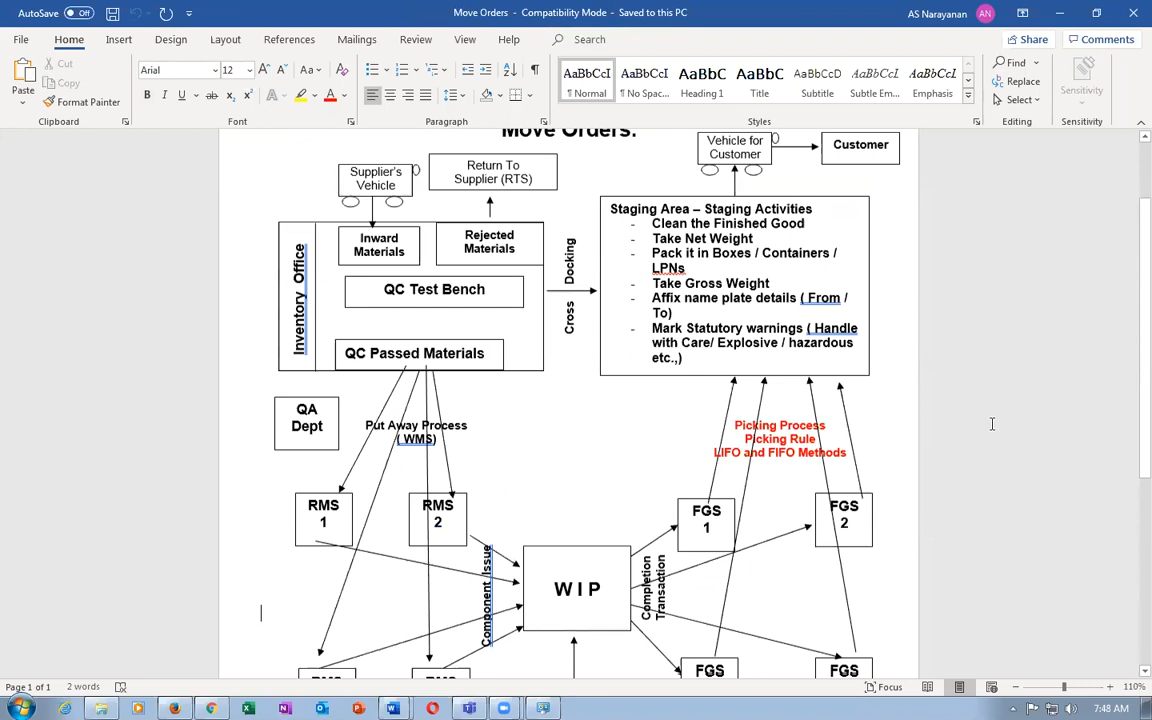 AutoSave
Off
Move Orders - Compatibility Mode - Saved to this PC
AS Narayanan
AN
File
Home
Insert
Design
Layout
References
Mailings
Review
View
Help
Search
Share
Comments
Paste
Cut
Copy
Format Painter
Arial
12
Clipboard
Font
Paragraph
AaBbCcI
AaBbCcI
AaBbC
AaBbC
AaBbCcD
AaBbCcI
AaBbCcI
¶ Normal
¶ No Spac...
Heading 1
Title
Subtitle
Subtle Em...
Emphasis
Styles
Find
Replace
Select
Editing
Sensitivity
Sensitivity
Move Orders:
Supplier's
Vehicle
Return To
Supplier (RTS)
Vehicle for
Customer
Customer
Inventory Office
Inward
Materials
Rejected
Materials
QC Test Bench
QC Passed Materials
Cross Docking
Staging Area – Staging Activities
- Clean the Finished Good
- Take Net Weight
- Pack it in Boxes / Containers /
LPNs
- Take Gross Weight
- Affix name plate details ( From /
To)
- Mark Statutory warnings ( Handle
with Care/ Explosive / hazardous
etc.,)
QA
Dept
Put Away Process
( WMS)
Picking Process
Picking Rule
LIFO and FIFO Methods
RMS
1
RMS
2
Component Issue
W I P
Completion
Transaction
FGS
1
FGS
2
RMS
RMS
FGS
FGS
Page 1 of 1
2 words
Focus
110%
7:48 AM